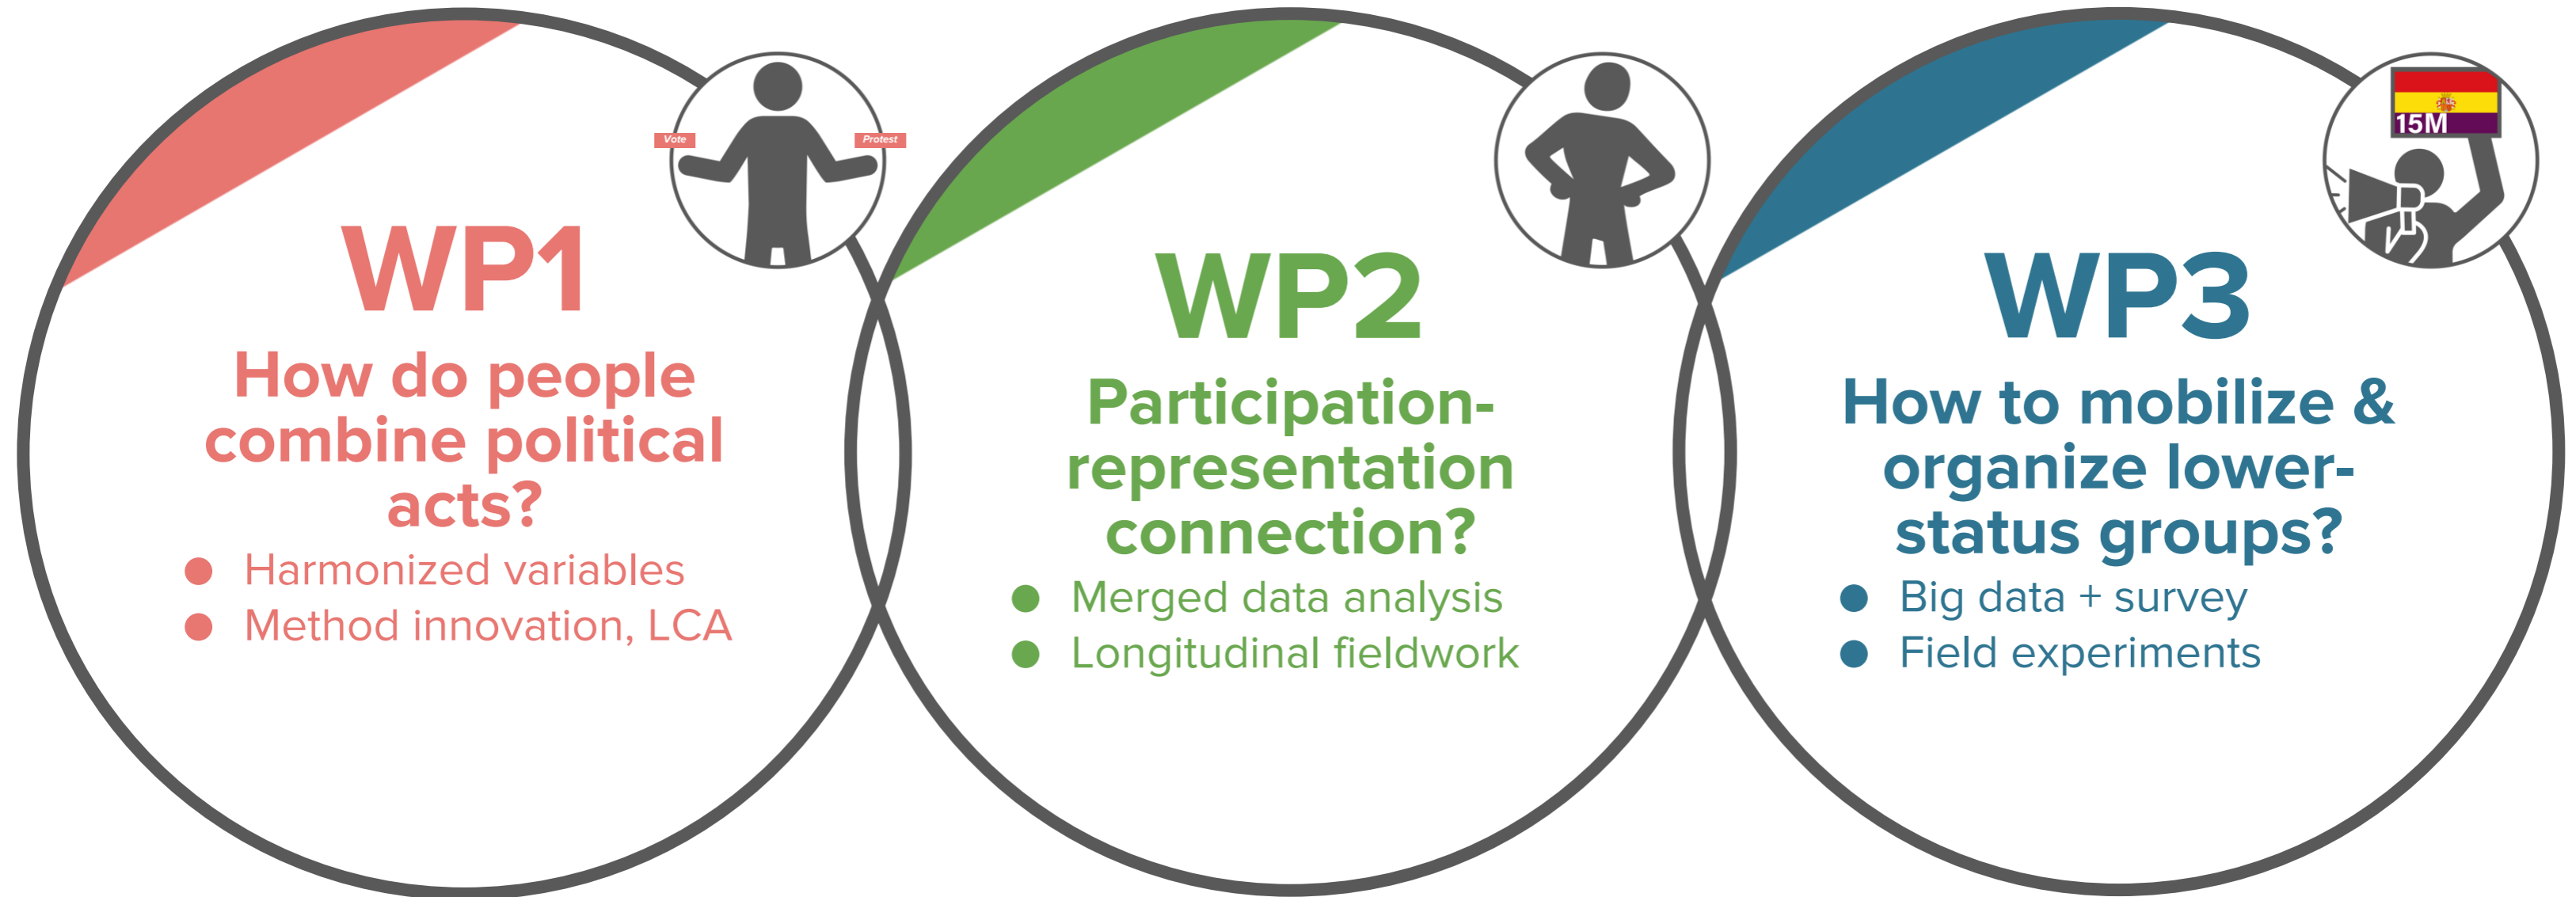 Vote
Protest
WP1
How do people
combine political
acts?
● Harmonized variables
● Method innovation, LCA
WP2
Participation-
representation
connection?
● Merged data analysis
● Longitudinal fieldwork
15M
WP3
How to mobilize &
organize lower-
status groups?
● Big data + survey
● Field experiments